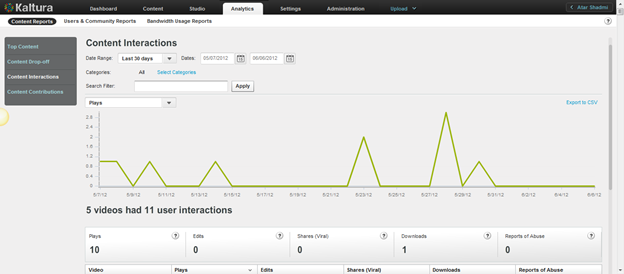 Kaltura Dashboard Content Studio Analytics Settings Administration Upload Atar Shadmi
Content Reports Users & Community Reports Bandwidth Usage Reports ?
Top Content
Content Drop-off
Content Interactions
Content Contributions
Content Interactions
Date Range: Last 30 days Dates: 05/07/2012 06/06/2012
Categories: All Select Categories
Search Filter: Apply
Plays Export to CSV
2.8
2.4
2
1.6
1.2
0.8
0.4
0
5/7/12 5/9/12 5/11/12 5/13/12 5/15/12 5/17/12 5/19/12 5/21/12 5/23/12 5/25/12 5/27/12 5/29/12 5/31/12 6/2/12 6/4/12 6/6/12
5 videos had 11 user interactions
Plays ? Edits ? Shares (Viral) ? Downloads ? Reports of Abuse ?
10 0 0 1 0
Video Plays Edits Shares (Viral) Downloads Reports of Abuse